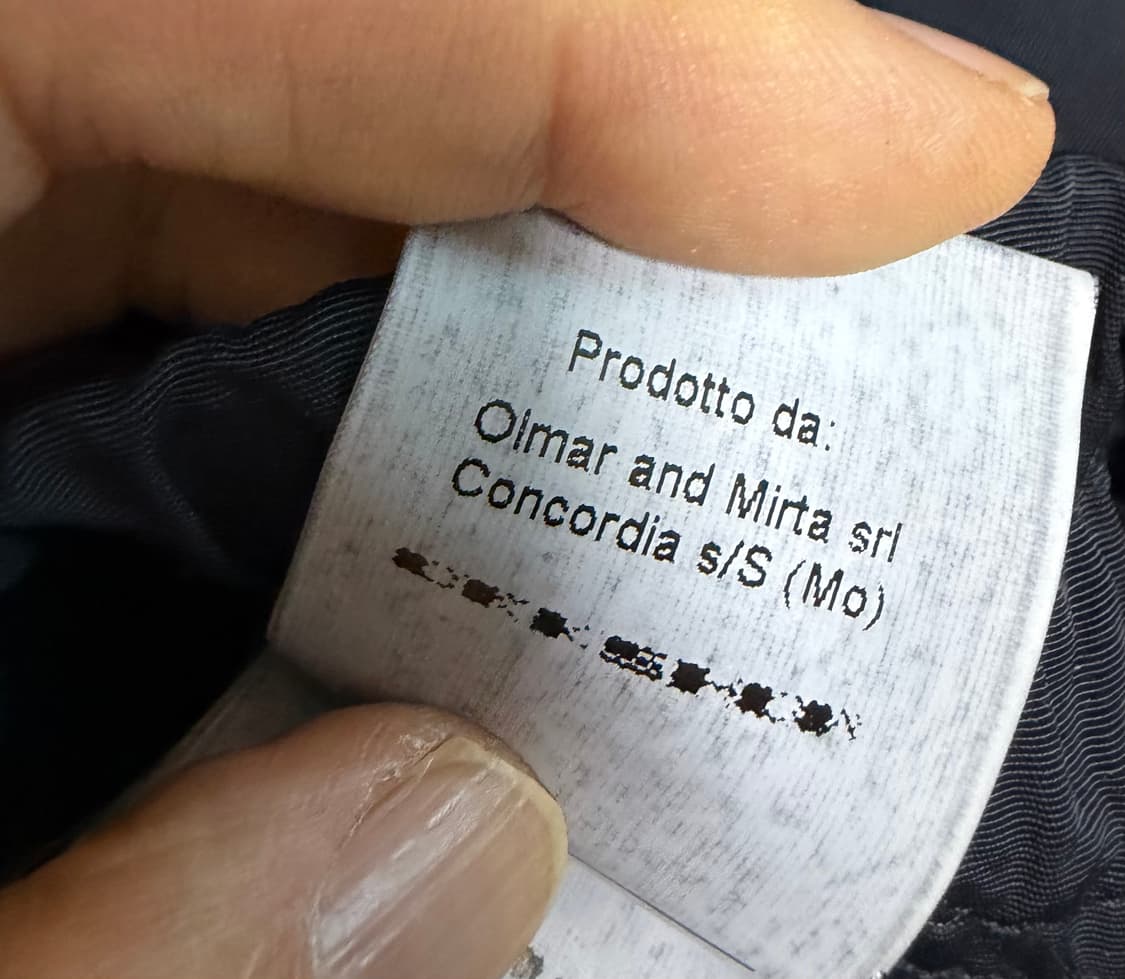 Prodotto da:
Olmar and Mirta srl
Concordia s/S (Mo)